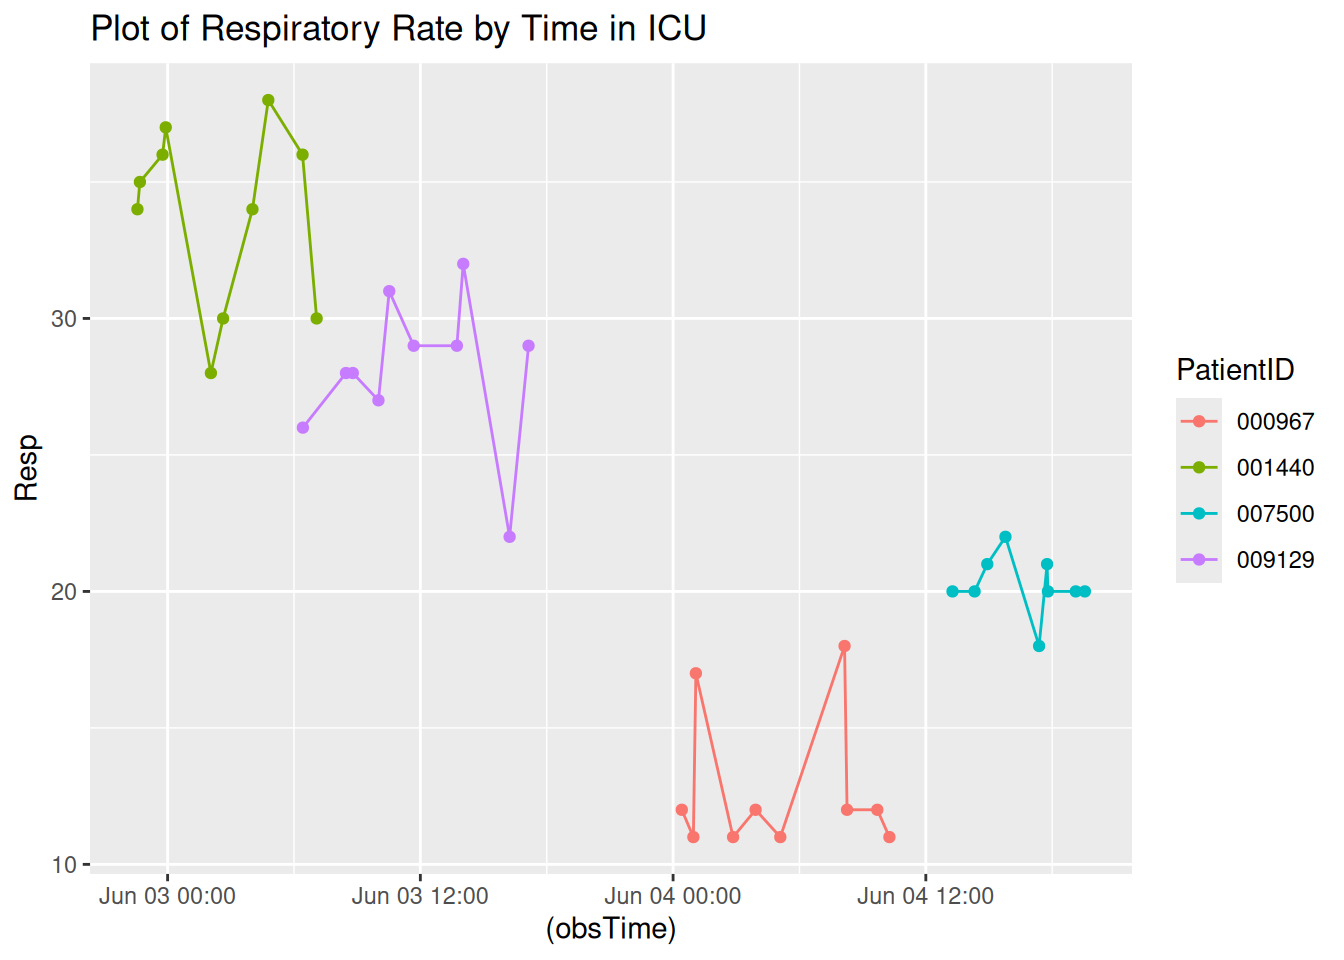 Plot of Respiratory Rate by Time in ICU
Resp
30
20
10
Jun 03 00:00
Jun 03 12:00
Jun 04 00:00
Jun 04 12:00
(obsTime)
PatientID
000967
001440
007500
009129